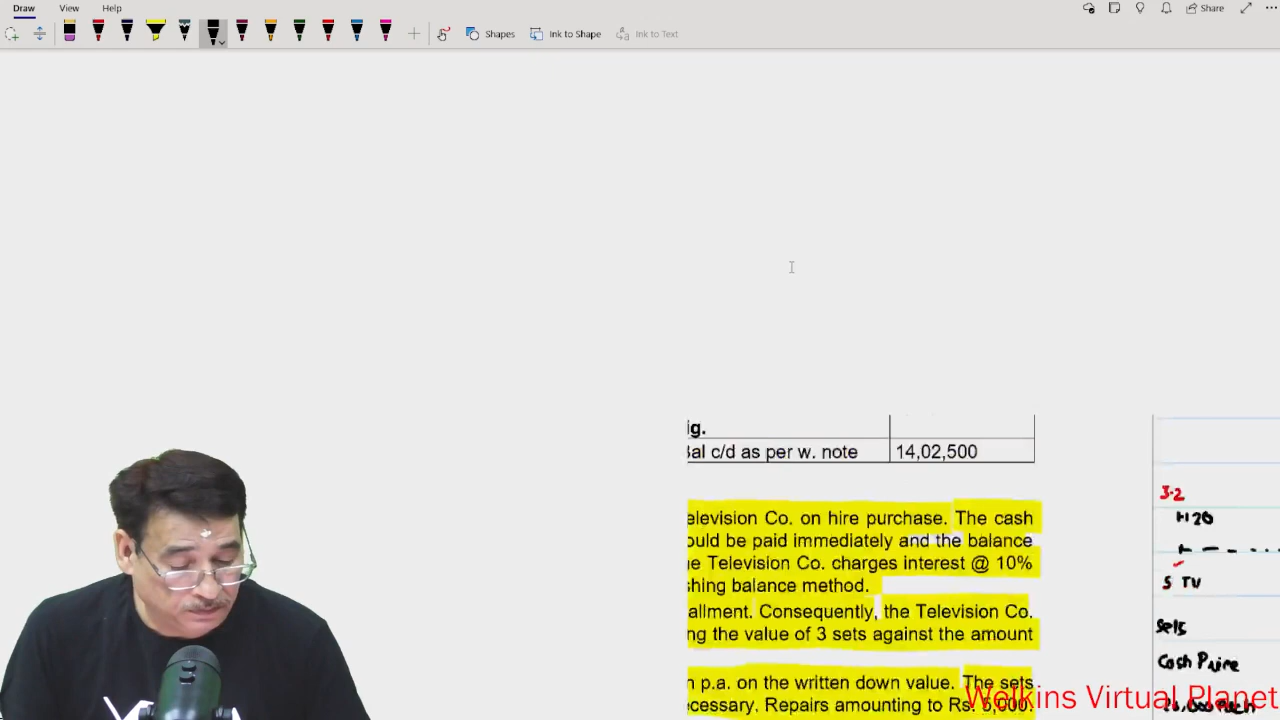 Draw View Help
Share
Shapes Ink to Shape Ink to Text
ig.
Bal c/d as per w. note 14,02,500
elevision Co. on hire purchase. The cash
ould be paid immediately and the balance
e Television Co. charges interest @ 10%
shing balance method.
allment. Consequently, the Television Co.
ng the value of 3 sets against the amount
n p.a. on the written down value. The sets
ecessary. Repairs amounting to Rs. 5,000.
3.2
5 TV
Sets
Cash Price
Welkins Virtual Planet